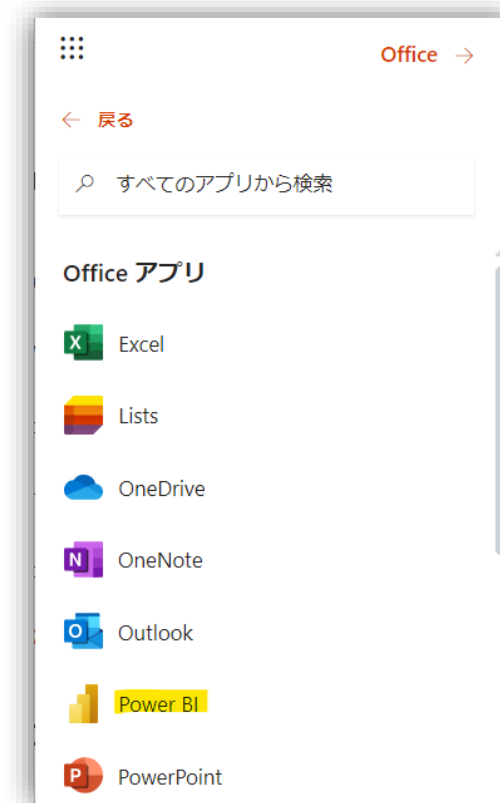 Office →
← 戻る
すべてのアプリから検索
Office アプリ
Excel
Lists
OneDrive
OneNote
Outlook
Power BI
PowerPoint